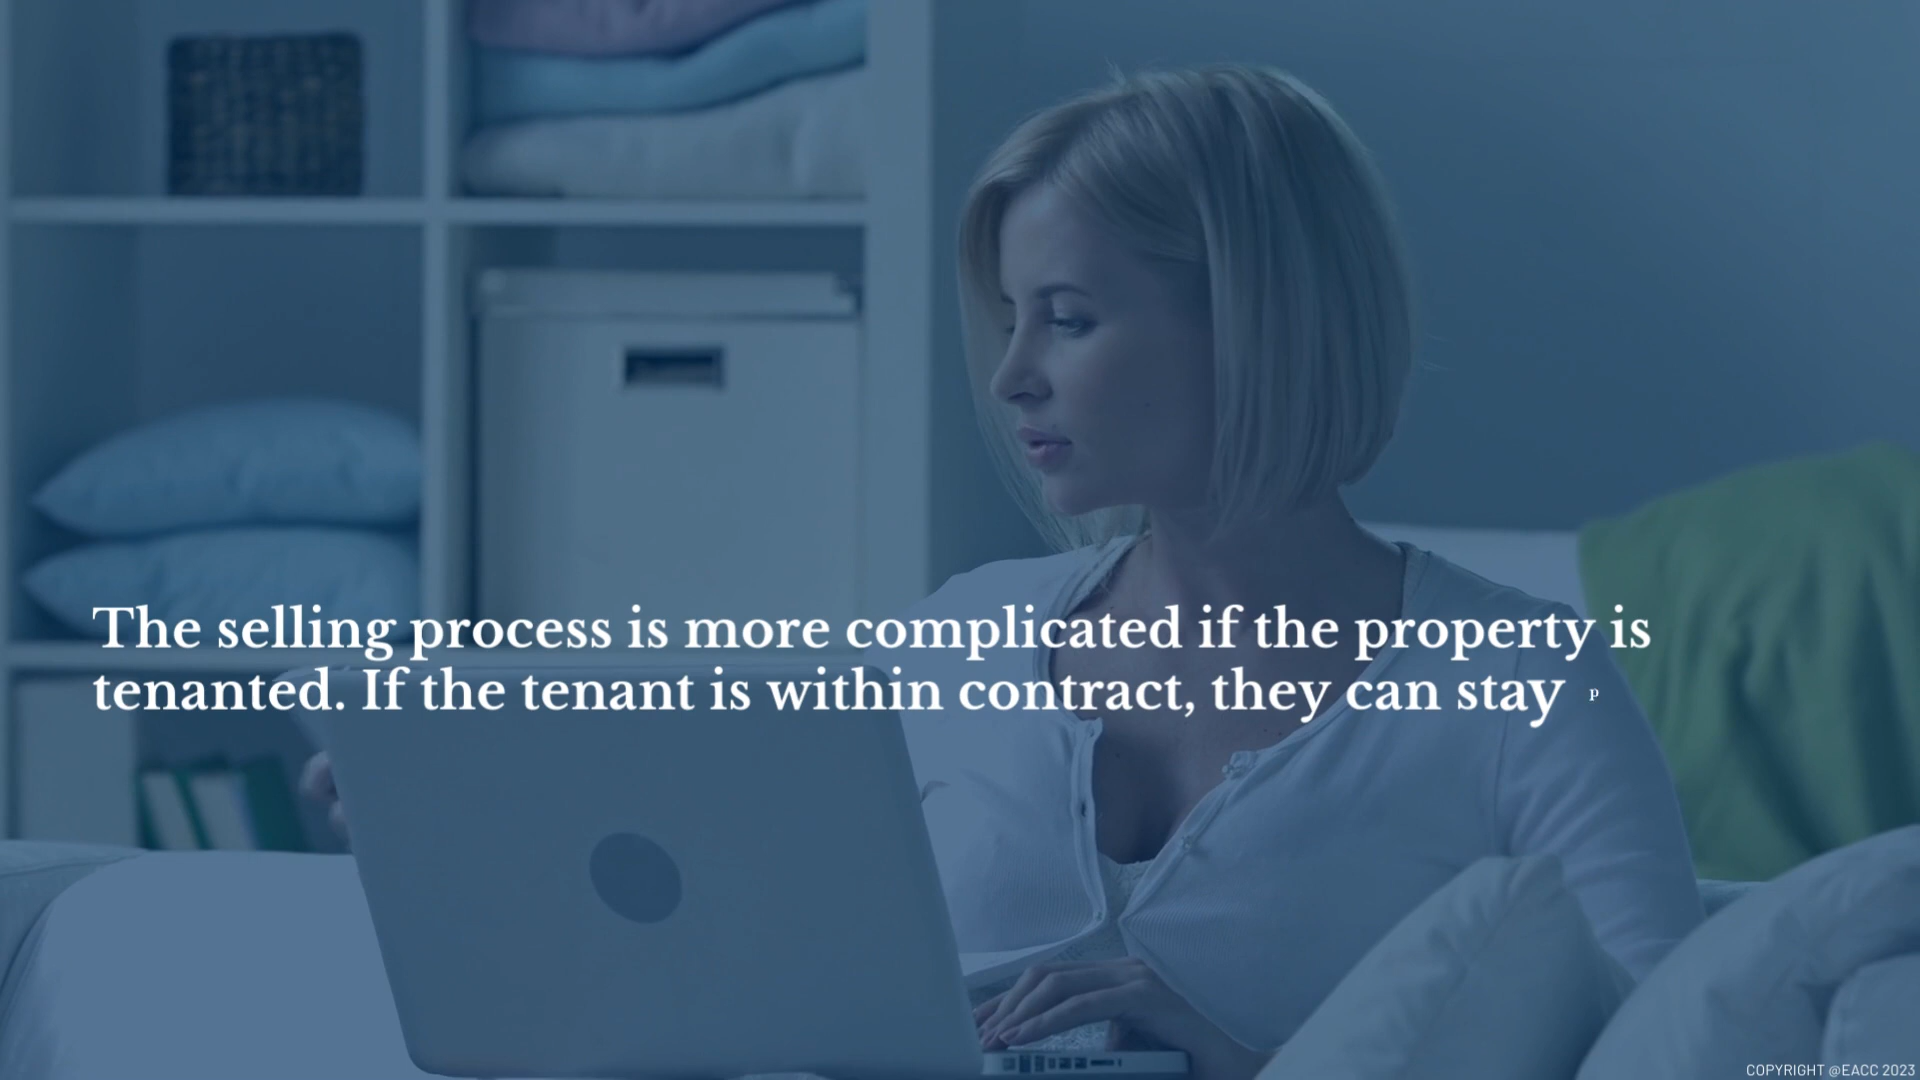 The selling process is more complicated if the property is
tenanted. If the tenant is within contract, they can stay p
COPYRIGHT @EACC 2023